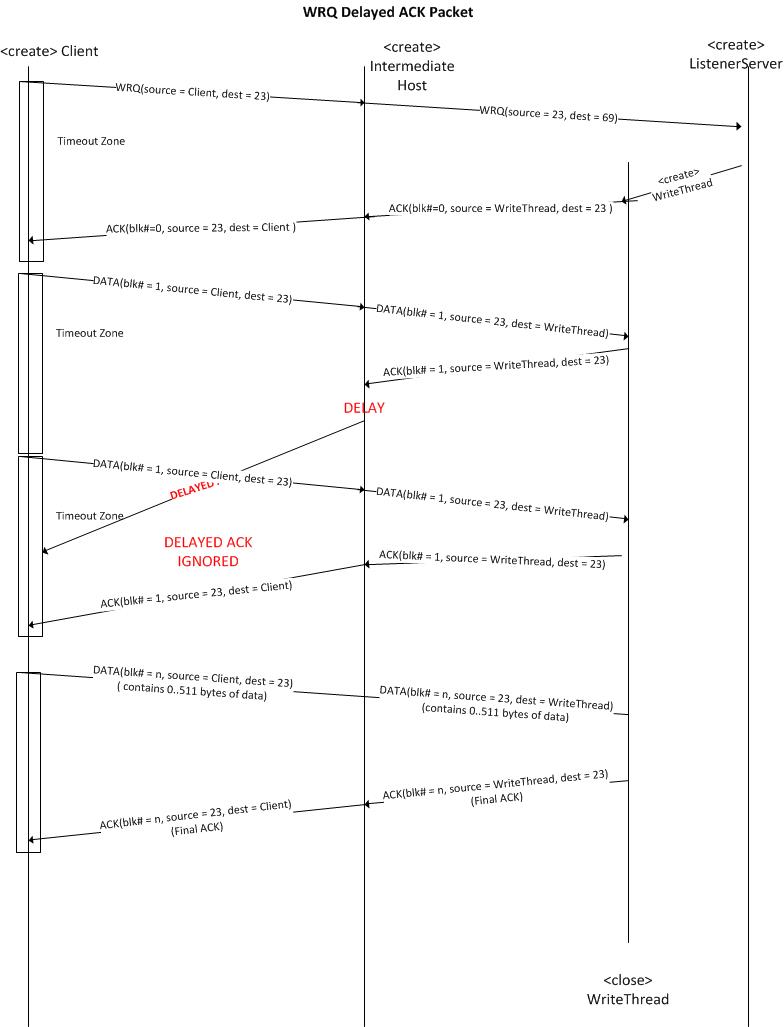 WRQ Delayed ACK Packet
<create> Client
<create>
Intermediate
Host
<create>
ListenerServer
WRQ(source = Client, dest = 23)
WRQ(source = 23, dest = 69)
Timeout Zone
<create>
WriteThread
ACK(blk#=0, source = WriteThread, dest = 23 )
ACK(blk#=0, source = 23, dest = Client )
DATA(blk# = 1, source = Client, dest = 23)
DATA(blk# = 1, source = 23, dest = WriteThread)
Timeout Zone
ACK(blk# = 1, source = WriteThread, dest = 23)
DELAY
DATA(blk# = 1, source = Client, dest = 23)
DELAYED
DATA(blk# = 1, source = 23, dest = WriteThread)
Timeout Zone
DELAYED ACK
IGNORED
ACK(blk# = 1, source = WriteThread, dest = 23)
ACK(blk# = 1, source = 23, dest = Client)
DATA(blk# = n, source = Client, dest = 23)
( contains 0..511 bytes of data)
DATA(blk# = n, source = 23, dest = WriteThread)
(contains 0..511 bytes of data)
ACK(blk# = n, source = WriteThread, dest = 23)
(Final ACK)
ACK(blk# = n, source = 23, dest = Client)
(Final ACK)
<close>
WriteThread